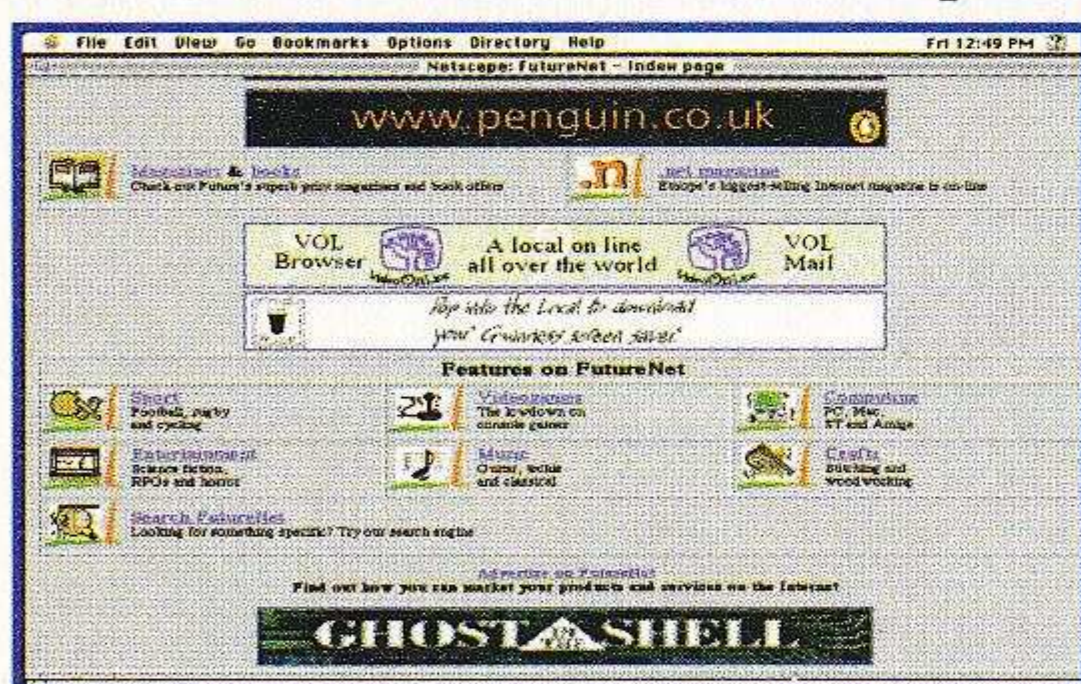 File Edit View Go Bookmarks Options Directory Help Fri 12:49 PM
Netscape: FutureNet – Index page
www.penguin.co.uk
Magazines & books
Check out Future's superb print magazines and book offers
.n
.net magazine
Europe's biggest-selling Internet magazine is on-line
VOL Browser
VideoOnLine
A local on line all over the world
VideoOnLine
VOL Mail
Pop into the Local to download
your Guinness screen saver
Features on FutureNet
Sport
Football, rugby
and cycling
Videogames
The lowdown on
console games
Computing
PC, Mac,
ST and Amiga
Entertainment
Science fiction,
RPGs and horror
Music
Guitar, techie
and classical
Crafts
Stitching and
woodworking
Search FutureNet
Looking for something specific? Try our search engine
Advertise on FutureNet
Find out how you can market your products and services on the Internet
GHOST IN THE SHELL